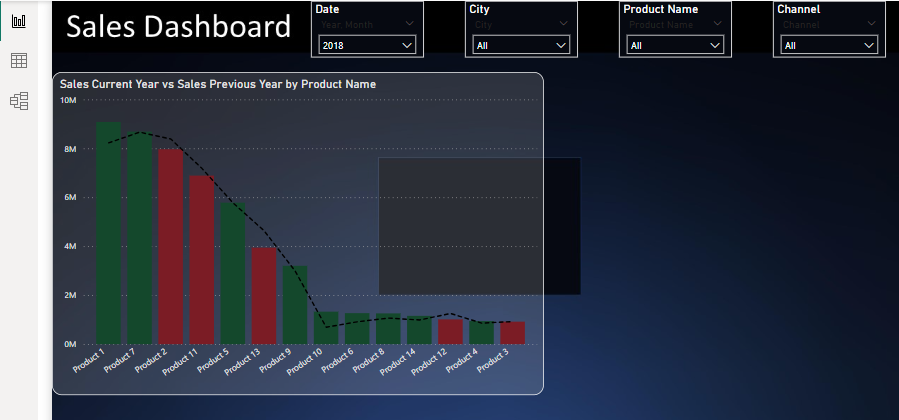 Sales Dashboard
Date
Year, Month
2018
City
City
All
Product Name
Product Name
All
Channel
Channel
All
Sales Current Year vs Sales Previous Year by Product Name
10M
8M
6M
4M
2M
0M
Product 1
Product 7
Product 2
Product 11
Product 5
Product 13
Product 9
Product 10
Product 6
Product 8
Product 14
Product 12
Product 4
Product 3